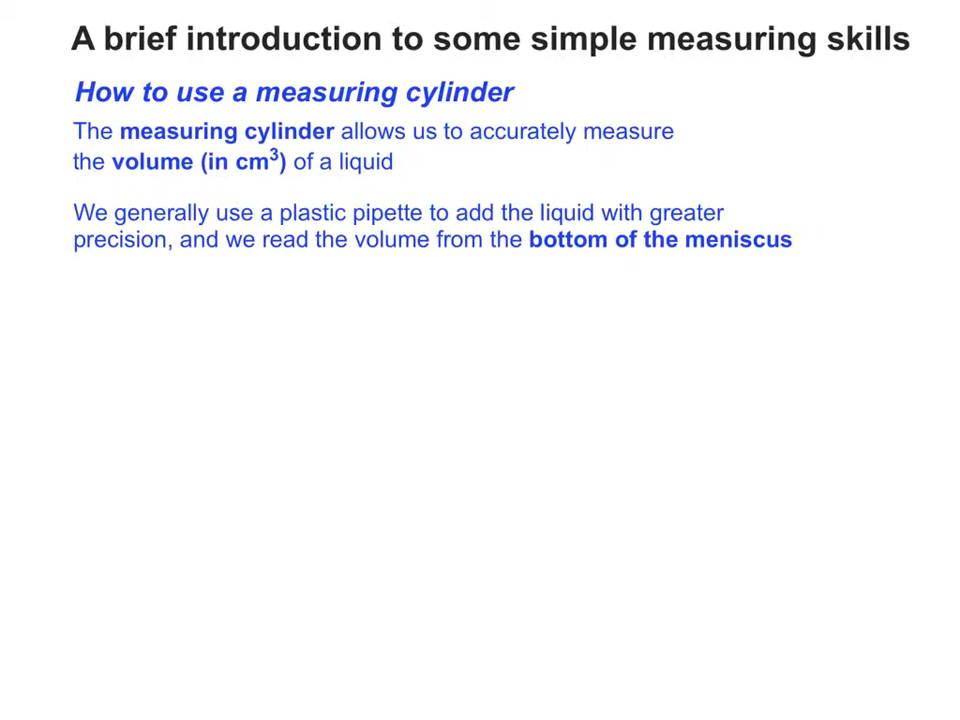 A brief introduction to some simple measuring skills
How to use a measuring cylinder
The measuring cylinder allows us to accurately measure
the volume (in cm³) of a liquid
We generally use a plastic pipette to add the liquid with greater
precision, and we read the volume from the bottom of the meniscus